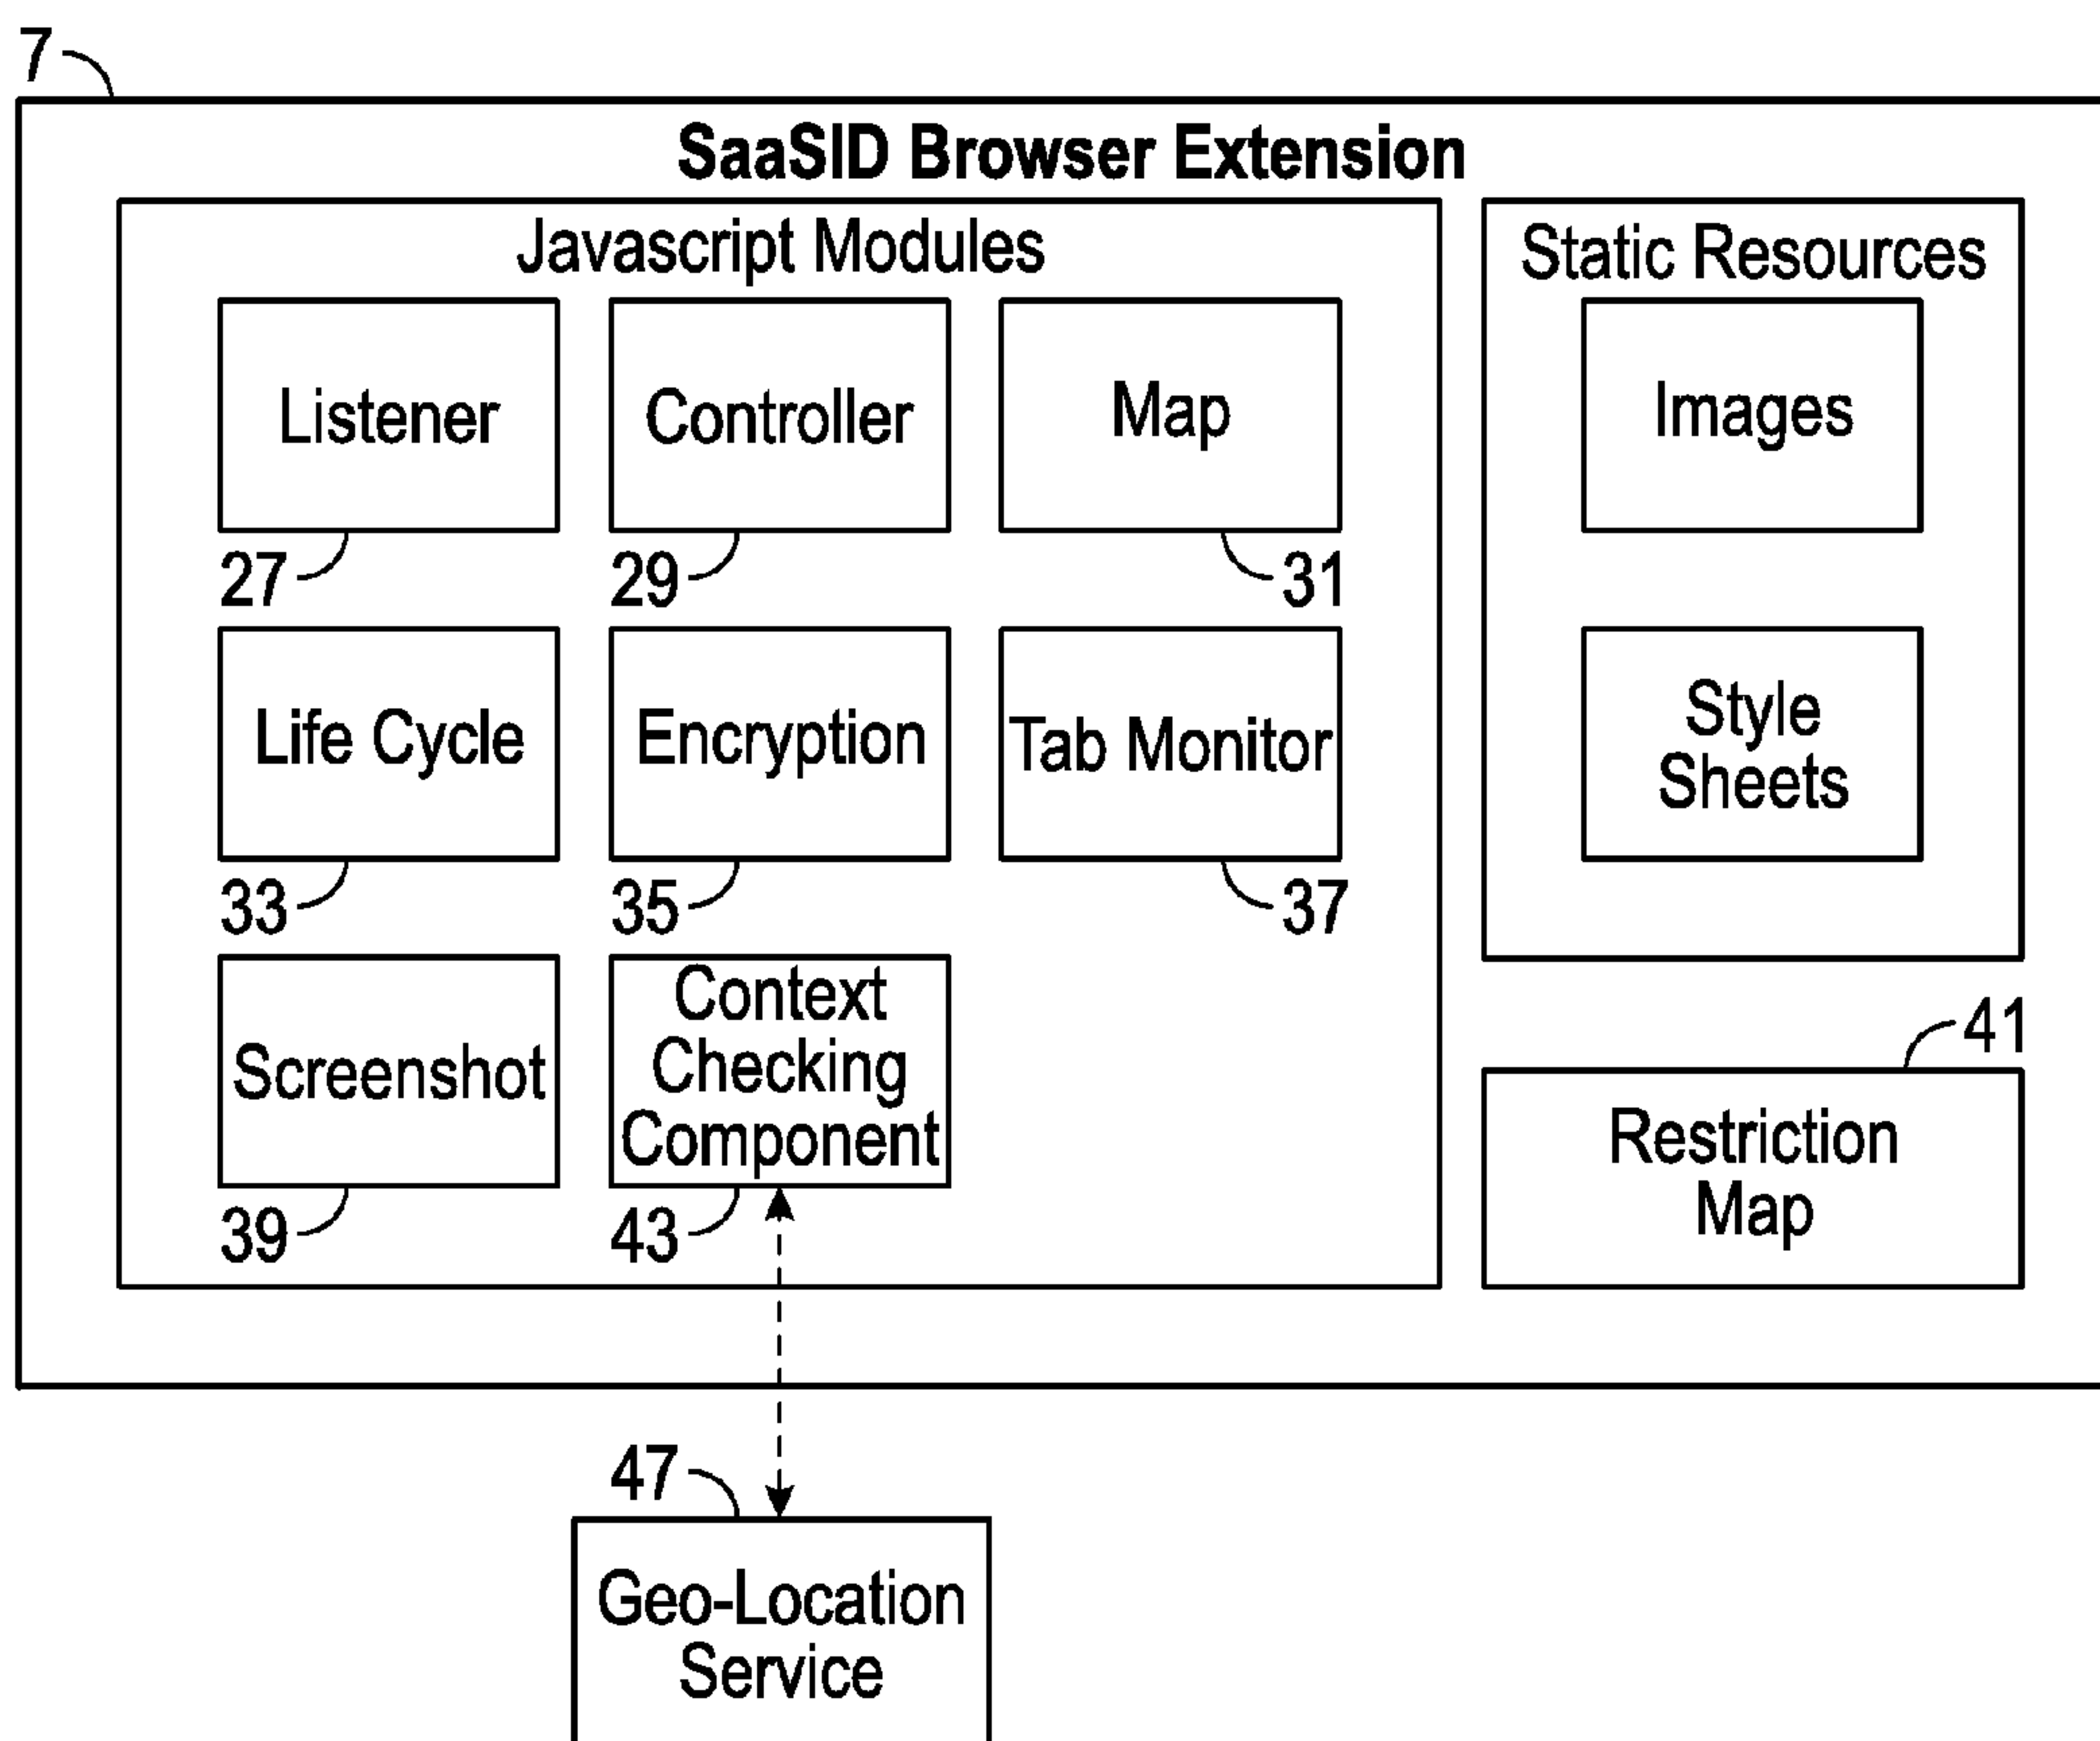 7
SaaSID Browser Extension
Javascript Modules
Listener
27
Controller
29
Map
31
Life Cycle
33
Encryption
35
Tab Monitor
37
Screenshot
39
Context
Checking
Component
43
Static Resources
Images
Style
Sheets
41
Restriction
Map
47
Geo-Location
Service